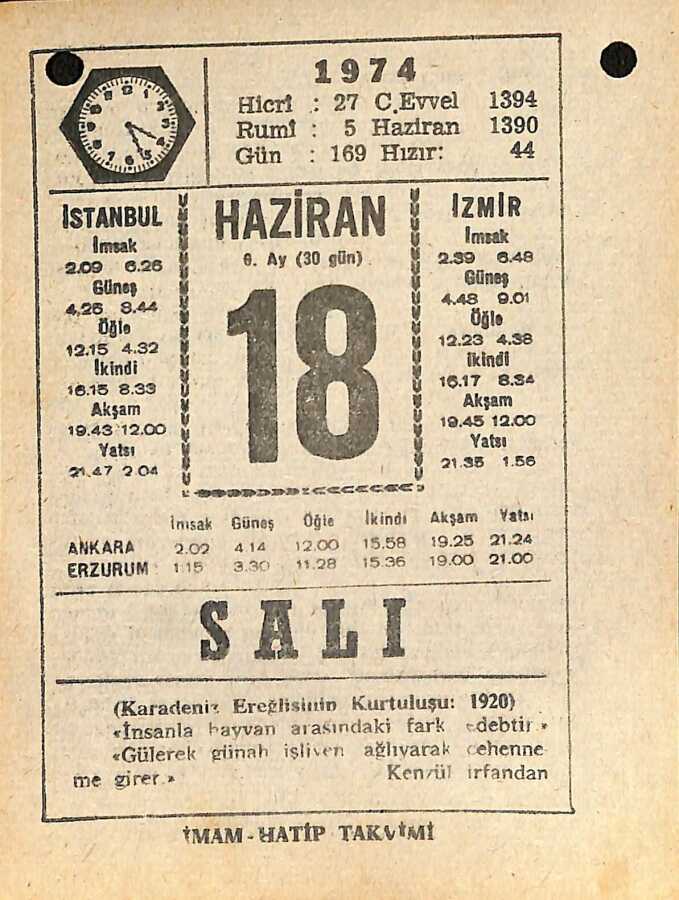 1974
Hicrî : 27 C.Evvel 1394
Rumî : 5 Haziran 1390
Gün : 169 Hızır: 44
İSTANBUL
İmsak
2.09 6.26
Güneş
4.26 8.44
Öğle
12.15 4.32
İkindi
16.15 8.33
Akşam
19.43 12.00
Yatsı
21.47 2.04
HAZİRAN
6. Ay (30 gün)
18
İZMİR
İmsak
2.39 6.48
Güneş
4.48 9.01
Öğle
12.23 4.38
İkindi
16.17 8.34
Akşam
19.45 12.00
Yatsı
21.35 1.56
İmsak Güneş Öğle İkindi Akşam Yatsı
ANKARA 2.02 4.14 12.00 15.58 19.25 21.24
ERZURUM 1.15 3.30 11.28 15.36 19.00 21.00
SALI
(Karadeniz Ereğlisinin Kurtuluşu: 1920)
«İnsanla hayvan arasındaki fark edebtir.»
«Gülerek günah işliyen ağlıyarak cehenne-
me girer.» Kenzül irfandan
İMAM-HATİP TAKVİMİ